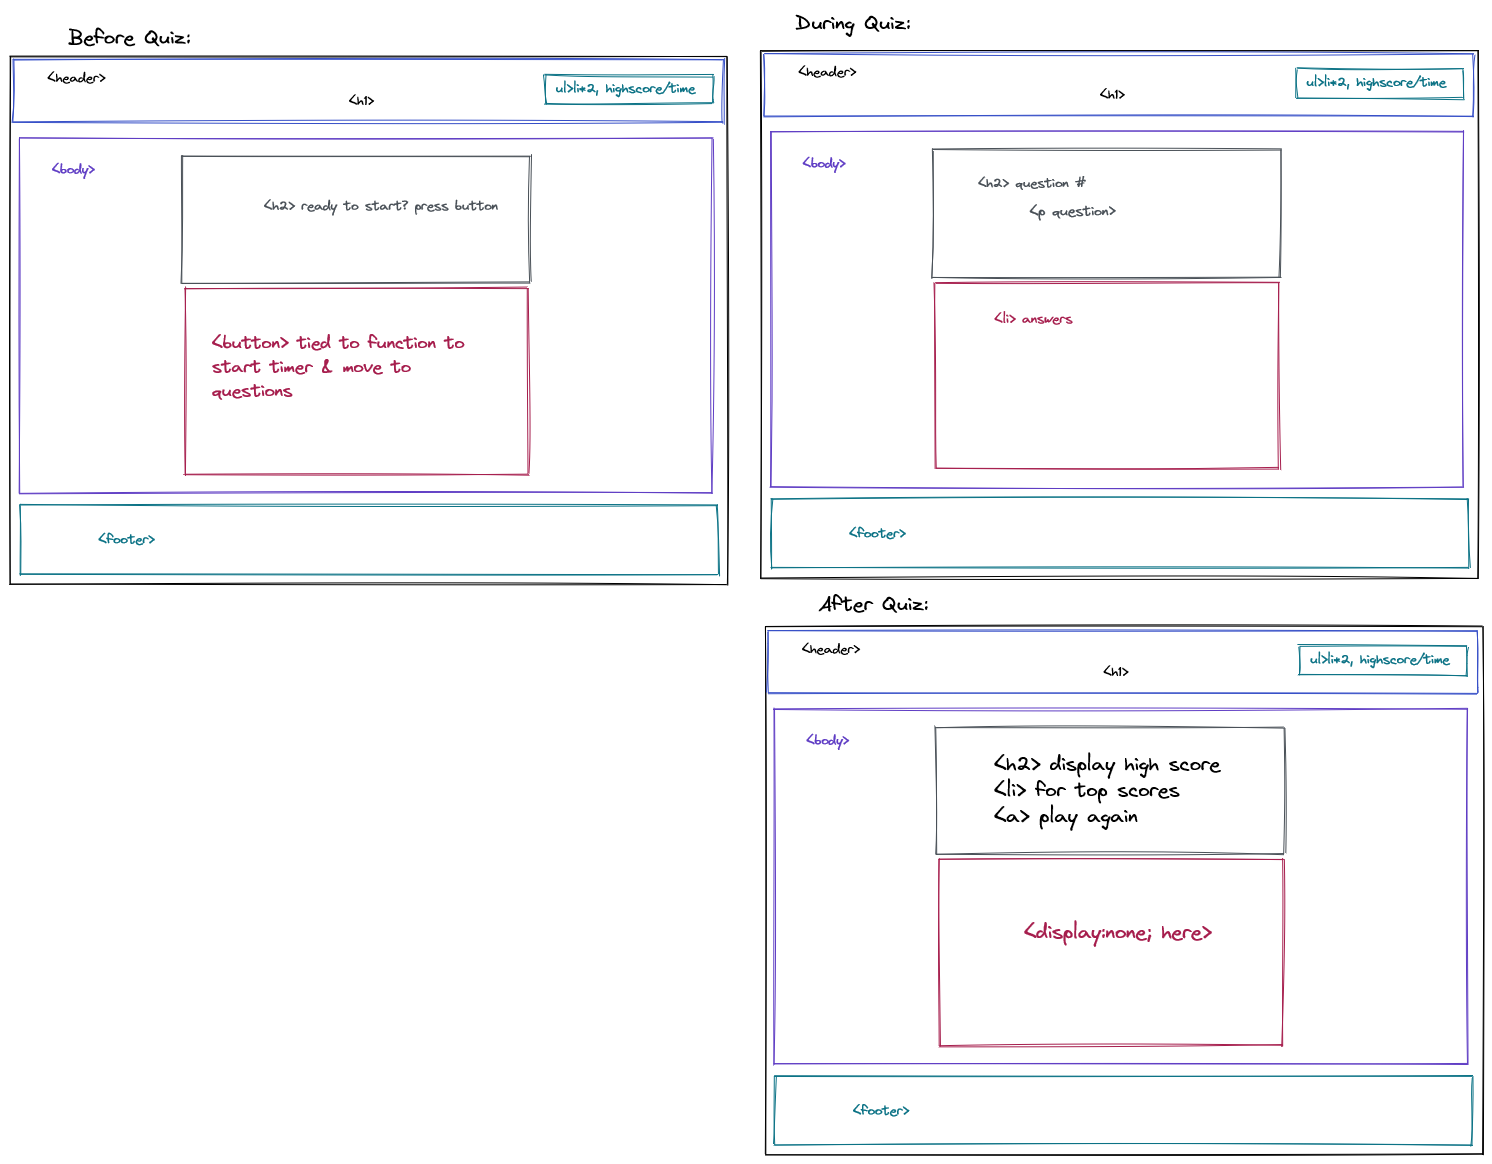 Before Quiz:
<header>
<h1>
ul>li*2, highscore/time
<body>
<h2> ready to start? press button
<button> tied to function to
start timer & move to
questions
<footer>
During Quiz:
<header>
<h1>
ul>li*2, highscore/time
<body>
<h2> question #
<p question>
<li> answers
<footer>
After Quiz:
<header>
<h1>
ul>li*2, highscore/time
<body>
<h2> display high score
<li> for top scores
<a> play again
<display:none; here>
<footer>